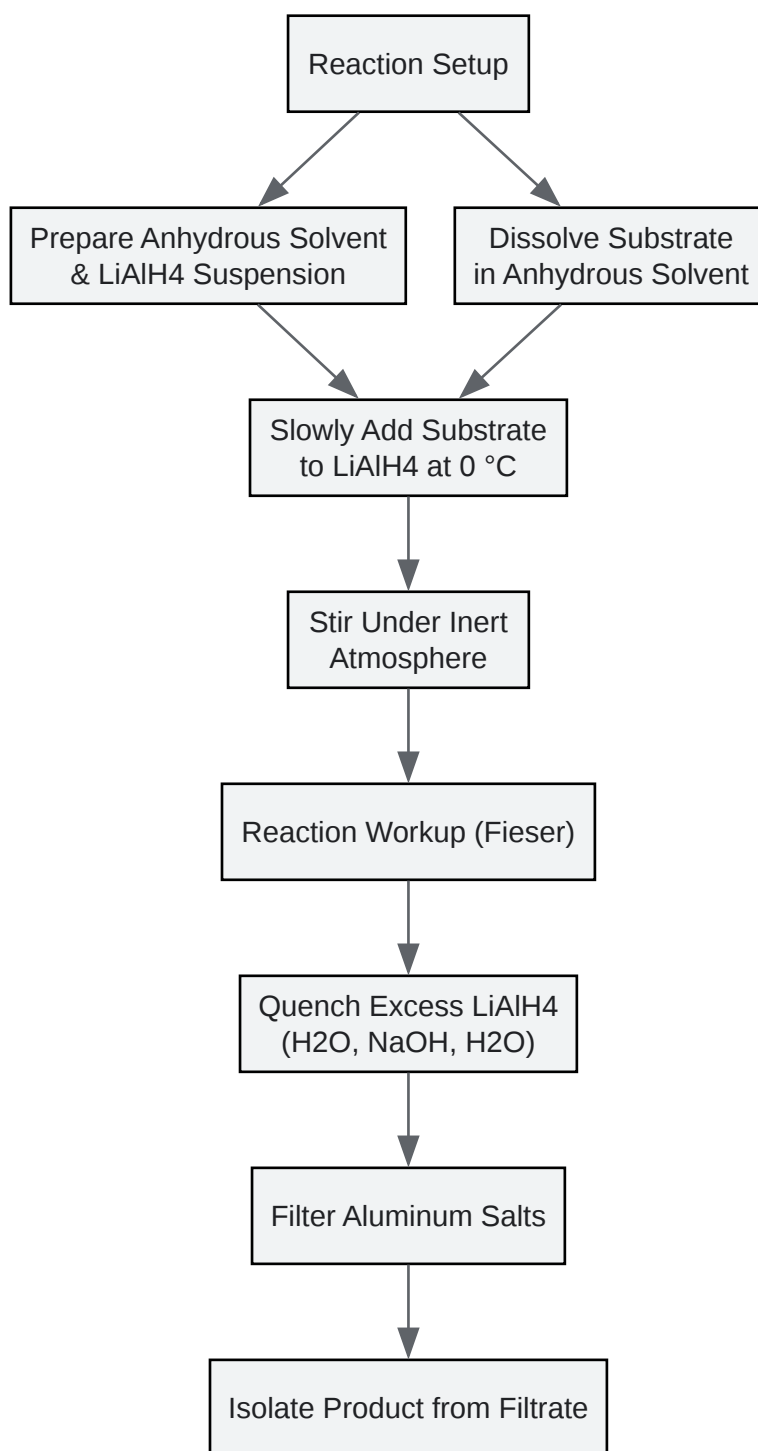 Reaction Setup
Prepare Anhydrous Solvent
& LiAlH4 Suspension
Dissolve Substrate
in Anhydrous Solvent
Slowly Add Substrate
to LiAlH4 at 0 °C
Stir Under Inert
Atmosphere
Reaction Workup (Fieser)
Quench Excess LiAlH4
(H2O, NaOH, H2O)
Filter Aluminum Salts
Isolate Product from Filtrate